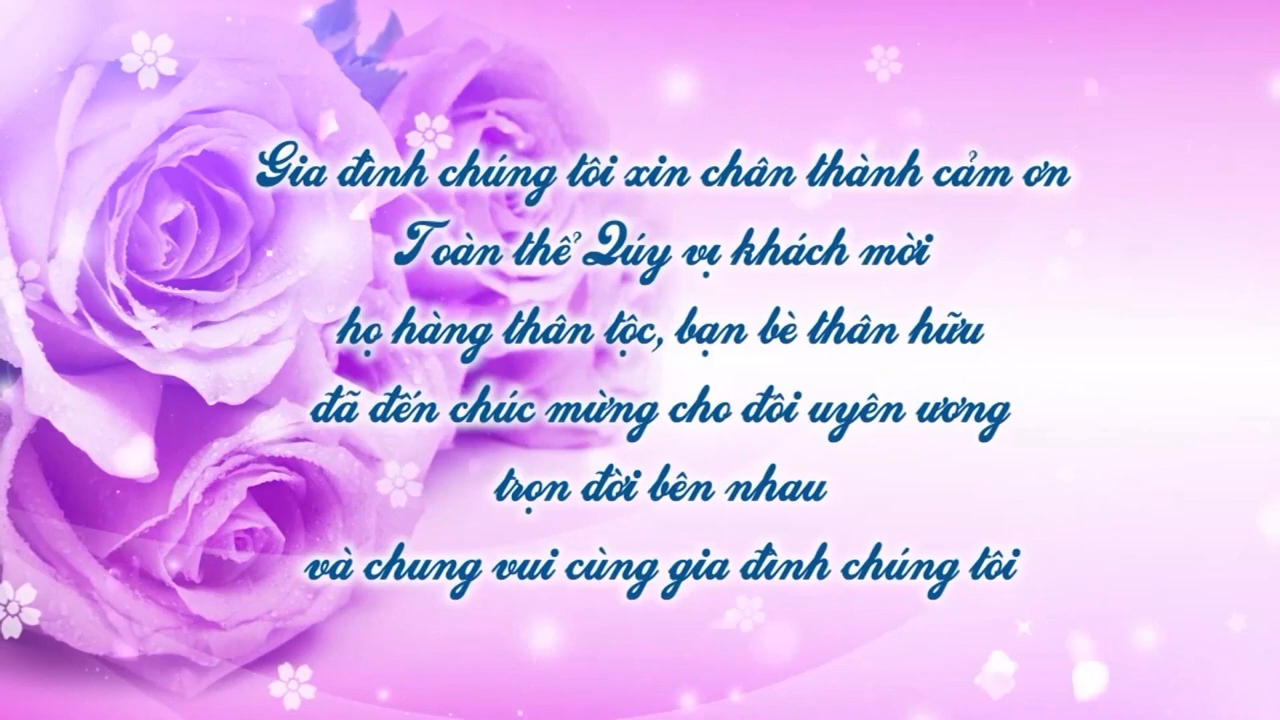 Gia đình chúng tôi xin chân thành cảm ơn
Toàn thể Qúy vị khách mời
họ hàng thân tộc, bạn bè thân hữu
đã đến chúc mừng cho đôi uyên ương
trọn đời bên nhau
và chung vui cùng gia đình chúng tôi